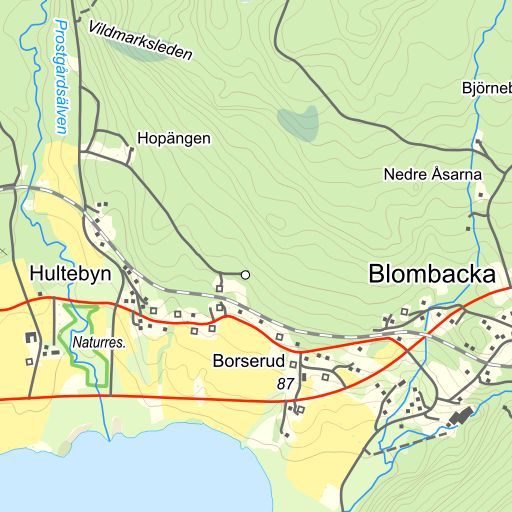 Vildmarksleden
Prostgårdsälven
Björneb
Hopängen
Nedre Åsarna
Hultebyn
Blombacka
Naturres.
Borserud
87